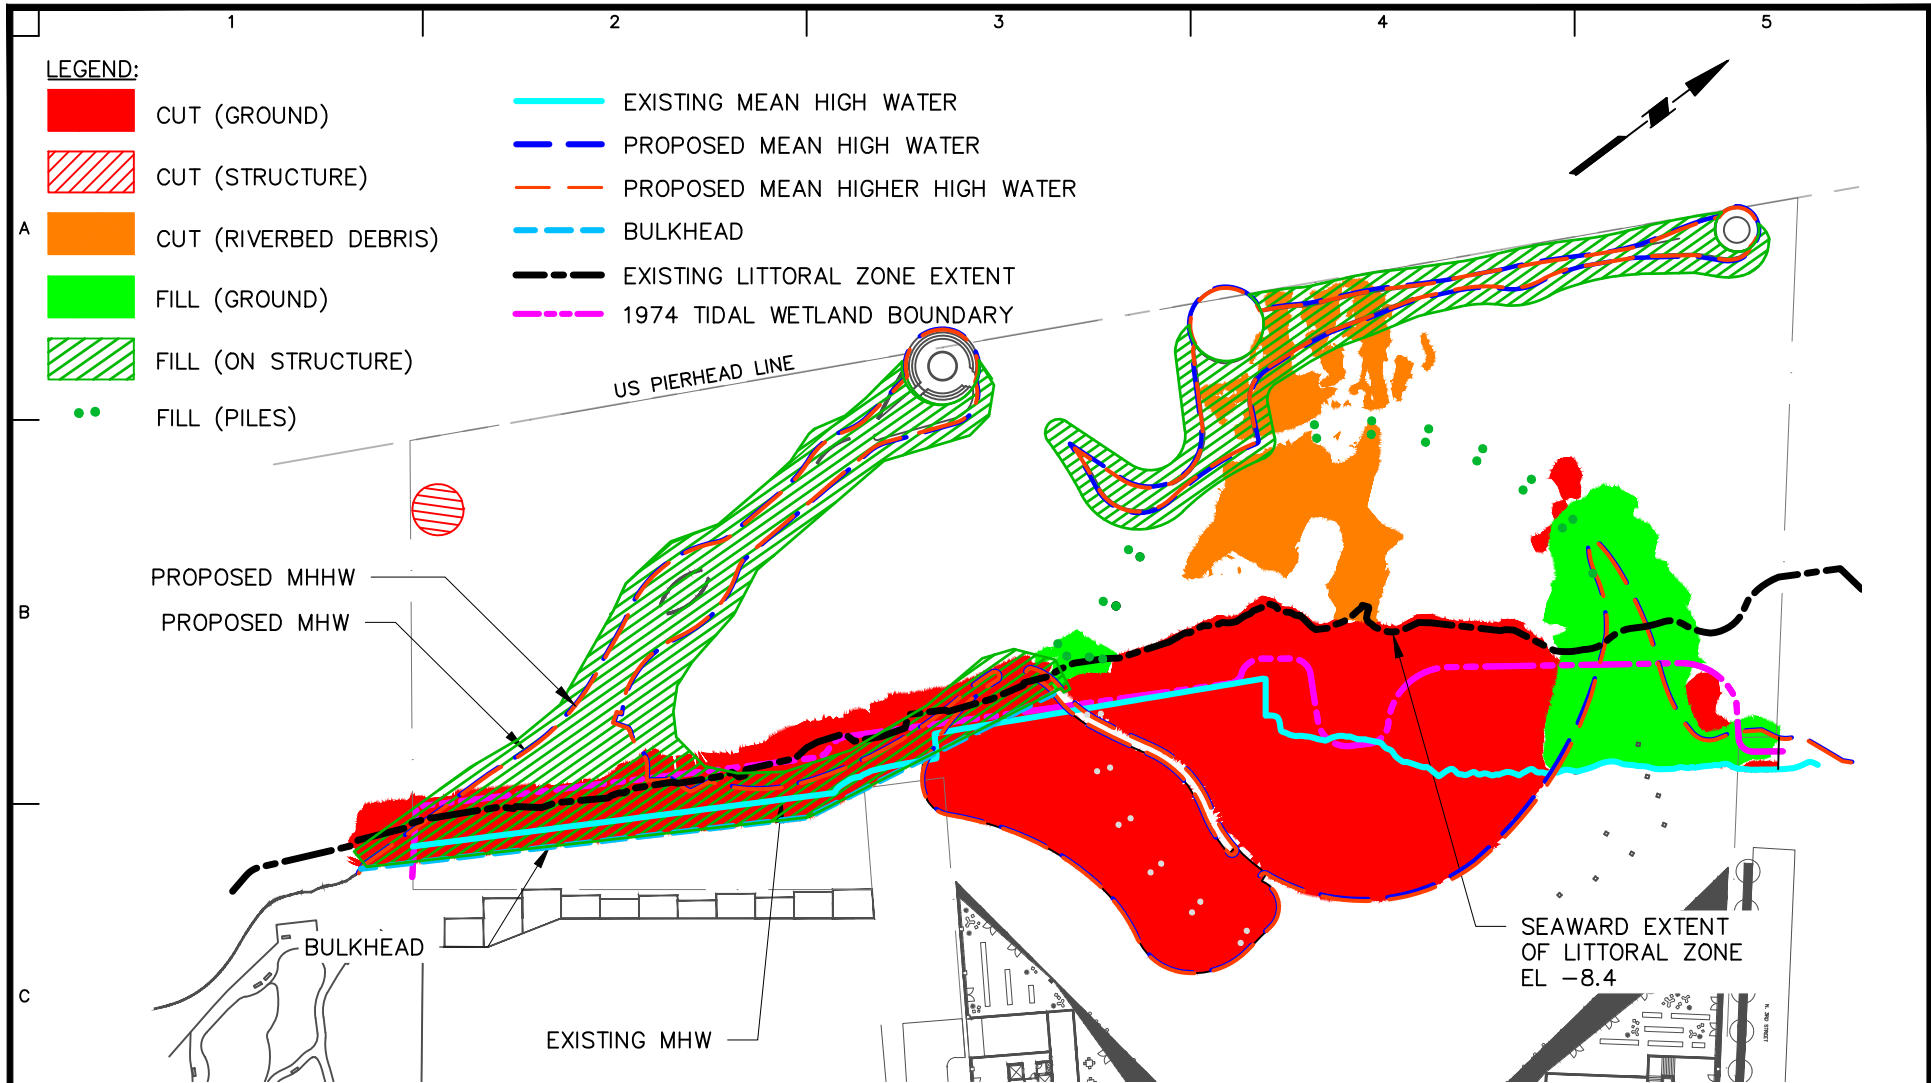 1 2 3 4 5
LEGEND:
CUT (GROUND)
CUT (STRUCTURE)
CUT (RIVERBED DEBRIS)
FILL (GROUND)
FILL (ON STRUCTURE)
FILL (PILES)
EXISTING MEAN HIGH WATER
PROPOSED MEAN HIGH WATER
PROPOSED MEAN HIGHER HIGH WATER
BULKHEAD
EXISTING LITTORAL ZONE EXTENT
1974 TIDAL WETLAND BOUNDARY
A
US PIERHEAD LINE
PROPOSED MHHW
B
PROPOSED MHW
BULKHEAD
SEAWARD EXTENT
OF LITTORAL ZONE
EL -8.4
C
EXISTING MHW
N. 3RD STREET